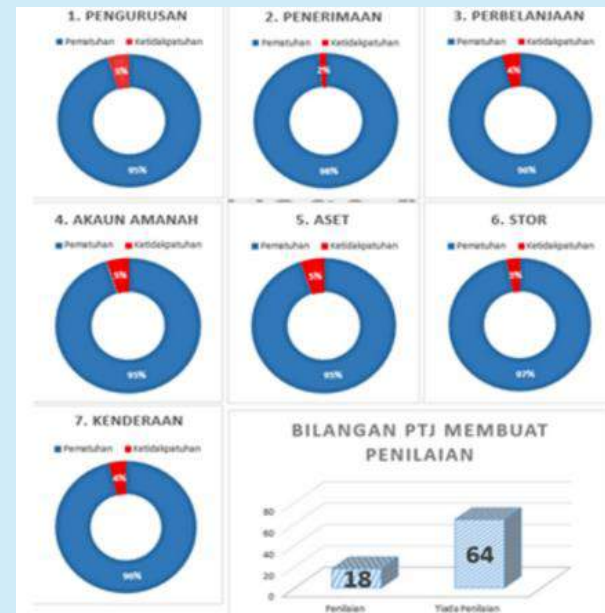 1. PENGURUSAN
Pematuhan Ketidakpatuhan
5%
95%
2. PENERIMAAN
Pematuhan Ketidakpatuhan
2%
98%
3. PERBELANJAAN
Pematuhan Ketidakpatuhan
4%
96%
4. AKAUN AMANAH
Pematuhan Ketidakpatuhan
5%
95%
5. ASET
Pematuhan Ketidakpatuhan
5%
95%
6. STOR
Pematuhan Ketidakpatuhan
3%
97%
7. KENDERAAN
Pematuhan Ketidakpatuhan
4%
96%
BILANGAN PTJ MEMBUAT
PENILAIAN
80
60
40
20
0
18
64
Penilaian
Tiada Penilaian